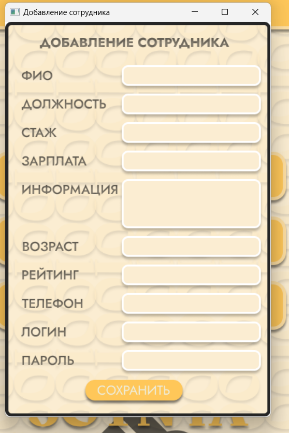 Добавление сотрудника
ДОБАВЛЕНИЕ СОТРУДНИКА
ФИО
ДОЛЖНОСТЬ
СТАЖ
ЗАРПЛАТА
ИНФОРМАЦИЯ
ВОЗРАСТ
РЕЙТИНГ
ТЕЛЕФОН
ЛОГИН
ПАРОЛЬ
СОХРАНИТЬ